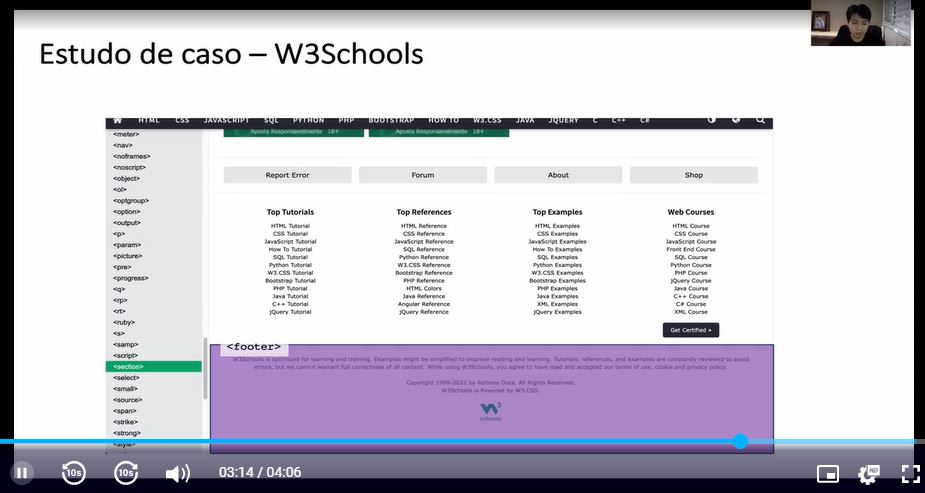 Estudo de caso – W3Schools
HTML CSS JAVASCRIPT SQL PYTHON PHP BOOTSTRAP HOW TO W3.CSS JAVA JQUERY C C++ C#
Aposte Responsavelmente 18+ Aposte Responsavelmente 18+
<meter>
<nav>
<noframes>
<noscript>
<object>
<ol>
<optgroup>
<option>
<output>
<p>
<param>
<picture>
<pre>
<progress>
<q>
<rp>
<rt>
<ruby>
<s>
<samp>
<script>
<section>
<select>
<small>
<source>
<span>
<strike>
<strong>
<style>
Report Error Forum About Shop
Top Tutorials
HTML Tutorial
CSS Tutorial
JavaScript Tutorial
How To Tutorial
SQL Tutorial
Python Tutorial
W3.CSS Tutorial
Bootstrap Tutorial
PHP Tutorial
Java Tutorial
C++ Tutorial
jQuery Tutorial
Top References
HTML Reference
CSS Reference
JavaScript Reference
SQL Reference
Python Reference
W3.CSS Reference
Bootstrap Reference
PHP Reference
HTML Colors
Java Reference
Angular Reference
jQuery Reference
Top Examples
HTML Examples
CSS Examples
JavaScript Examples
How To Examples
SQL Examples
Python Examples
W3.CSS Examples
Bootstrap Examples
PHP Examples
Java Examples
XML Examples
jQuery Examples
Web Courses
HTML Course
CSS Course
JavaScript Course
Front End Course
SQL Course
Python Course
PHP Course
jQuery Course
Java Course
C++ Course
C# Course
XML Course
Get Certified »
<footer>
W3Schools is optimized for learning and training. Examples might be simplified to improve reading and learning. Tutorials, references, and examples are constantly reviewed to avoid
errors, but we cannot warrant full correctness of all content. While using W3Schools, you agree to have read and accepted our terms of use, cookie and privacy policy.
Copyright 1999-2022 by Refsnes Data. All Rights Reserved.
W3Schools is Powered by W3.CSS.
W3
schools
10s 10s 03:14 / 04:06 HD